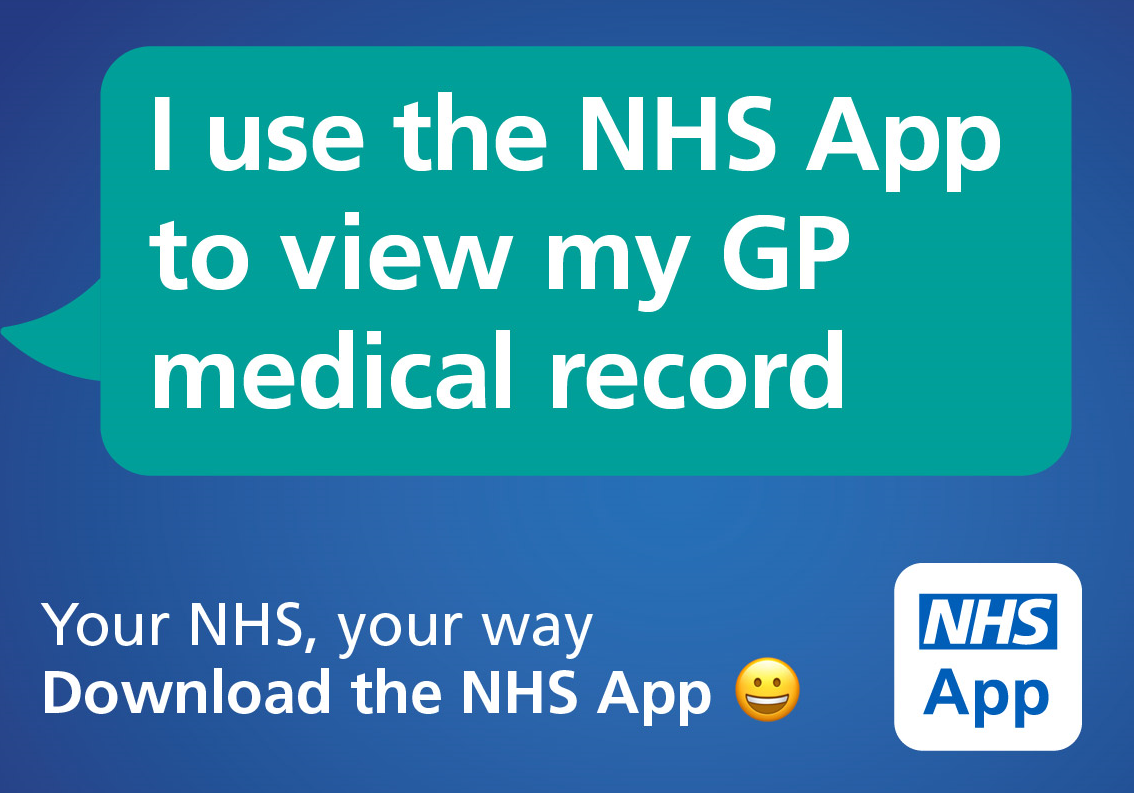 I use the NHS App
to view my GP
medical record
Your NHS, your way
Download the NHS App 😀
NHS
App